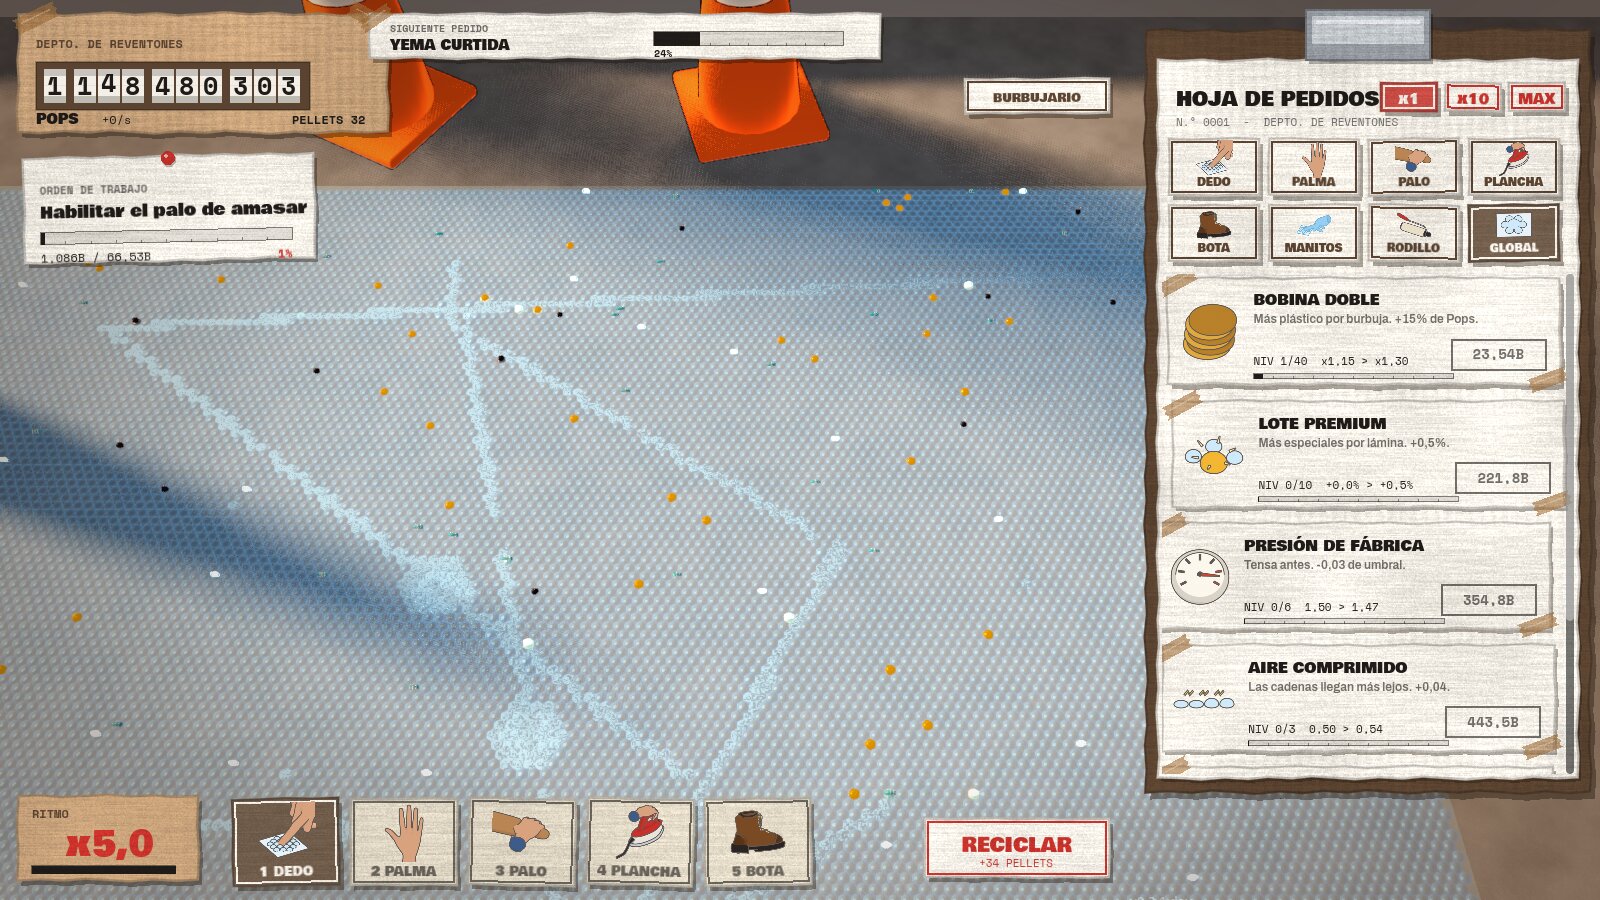 DEPTO. DE REVENTONES
1 148 480 303
POPS +0/s PELLETS 32
SIGUIENTE PEDIDO
YEMA CURTIDA
24%
BURBUJARIO
ORDEN DE TRABAJO
Habilitar el palo de amasar
1.086B / 66.53B 1%
HOJA DE PEDIDOS x1 x10 MAX
N.° 0001 - DEPTO. DE REVENTONES
DEDO PALMA PALO PLANCHA
BOTA MANITOS RODILLO GLOBAL
BOBINA DOBLE
Más plástico por burbuja. +15% de Pops.
NIV 1/40 x1,15 > x1,30 23,54B
LOTE PREMIUM
Más especiales por lámina. +0,5%.
NIV 0/10 +0,0% > +0,5% 221,8B
PRESIÓN DE FÁBRICA
Tensa antes. -0,03 de umbral.
NIV 0/6 1,50 > 1,47 354,8B
AIRE COMPRIMIDO
Las cadenas llegan más lejos. +0,04.
NIV 0/3 0,50 > 0,54 443,5B
RITMO
x5,0
1 DEDO 2 PALMA 3 PALO 4 PLANCHA 5 BOTA
RECICLAR
+34 PELLETS